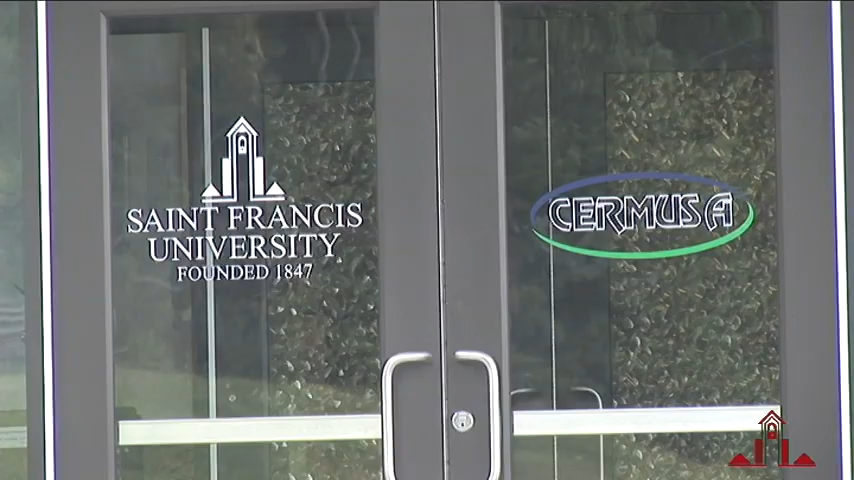 SAINT FRANCIS
UNIVERSITY
FOUNDED 1847
CERMUSA